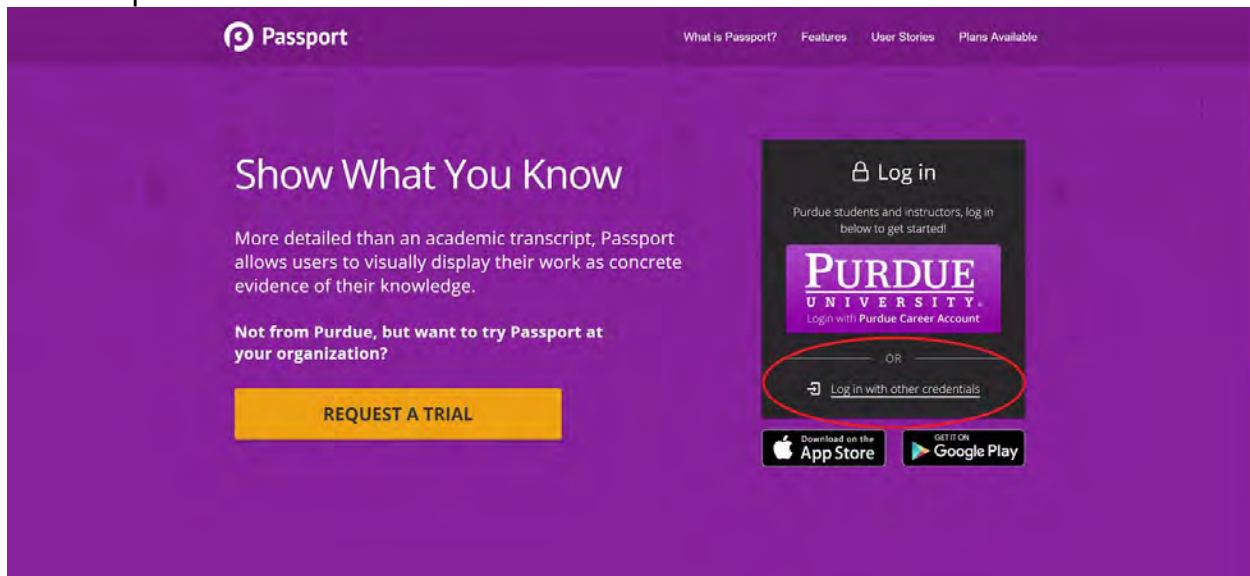 Passport
What is Passport? Features User Stories Plans Available
Show What You Know
More detailed than an academic transcript, Passport
allows users to visually display their work as concrete
evidence of their knowledge.
Not from Purdue, but want to try Passport at
your organization?
REQUEST A TRIAL
Log in
Purdue students and instructors, log in
below to get started!
PURDUE
UNIVERSITY.
Login with Purdue Career Account
OR
Log in with other credentials
Download on the
App Store
GET IT ON
Google Play